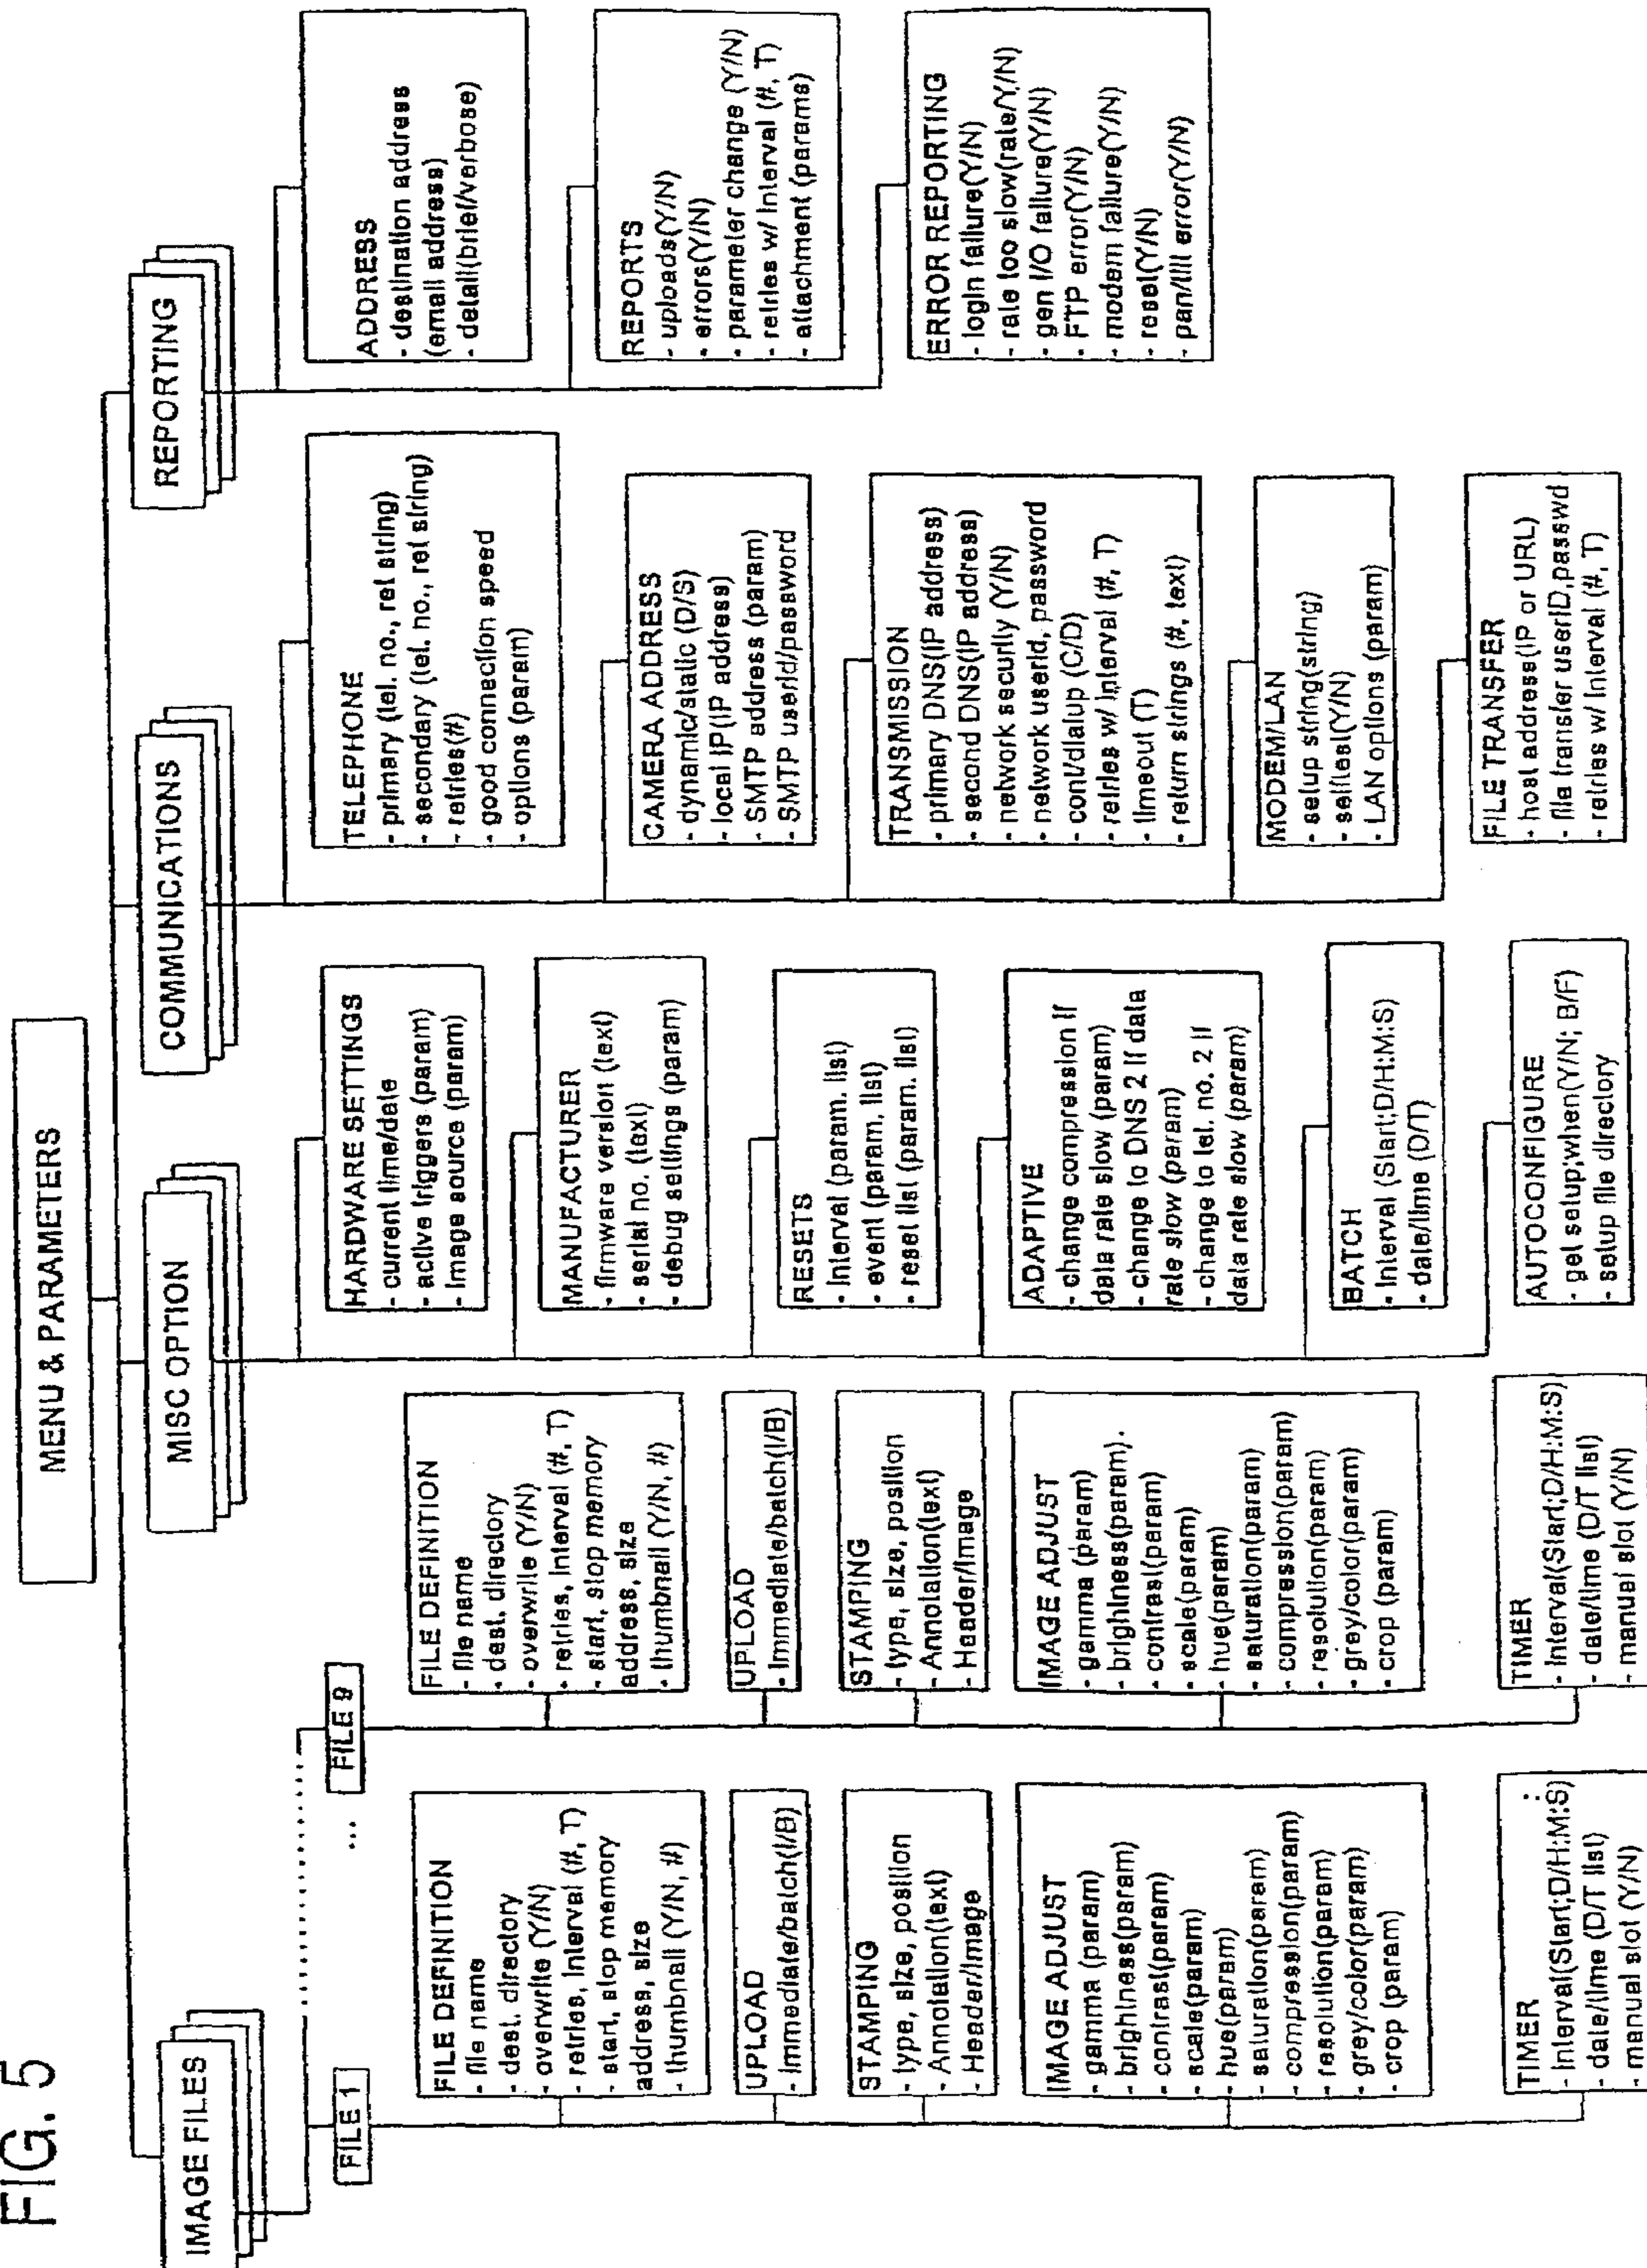 FIG. 5
MENU & PARAMETERS
IMAGE FILES
FILE 1
FILE DEFINITION
- file name
- dest. directory
- overwrite (Y/N)
- retries, interval (#, T)
- start, stop memory
address, size
- thumbnail (Y/N, #)
UPLOAD
- Immediate/batch(I/B)
STAMPING
- type, size, position
- Annotation(text)
- Header/Image
IMAGE ADJUST
- gamma (param)
- brightness(param)
- contrast(param)
- scale(param)
- hue(param)
- saturation(param)
- compression(param)
- resolution(param)
- grey/color(param)
- crop (param)
TIMER
- Interval(Start;D/H:M:S)
- date/time (D/T list)
- manual slot (Y/N)
...
FILE 9
FILE DEFINITION
- file name
- dest. directory
- overwrite (Y/N)
- retries, interval (#, T)
- start, stop memory
address, size
- thumbnail (Y/N, #)
UPLOAD
- Immediate/batch(I/B)
STAMPING
- type, size, position
- Annotation(text)
- Header/Image
IMAGE ADJUST
- gamma (param)
- brightness(param).
- contrast(param)
- scale(param)
- hue(param)
- saturation(param)
- compression(param)
- resolution(param)
- grey/color(param)
- crop (param)
TIMER
- Interval(Start;D/H:M:S)
- date/time (D/T list)
- manual slot (Y/N)
MISC OPTION
HARDWARE SETTINGS
- current time/date
- active triggers (param)
- Image source (param)
MANUFACTURER
- firmware version (text)
- serial no. (text)
- debug settings (param)
RESETS
- Interval (param. list)
- event (param. list)
- reset list (param. list)
ADAPTIVE
- change compression if
data rate slow (param)
- change to DNS 2 if data
rate slow (param)
- change to tel. no. 2 if
data rate slow (param)
BATCH
- Interval (Start;D/H:M:S)
- date/time (D/T)
AUTOCONFIGURE
- get setup;when(Y/N; B/F)
- setup file directory
COMMUNICATIONS
TELEPHONE
- primary (tel. no., ret string)
- secondary (tel. no., ret string)
- retries(#)
- good connection speed
- options (param)
CAMERA ADDRESS
- dynamic/static (D/S)
- local IP(IP address)
- SMTP address (param)
- SMTP userid/password
TRANSMISSION
- primary DNS(IP address)
- second DNS(IP address)
- network security (Y/N)
- network userid, password
- cont/dialup (C/D)
- retries w/ interval (#, T)
- timeout (T)
- return strings (#, text)
MODEM/LAN
- setup string(string)
- selftest(Y/N)
- LAN options (param)
FILE TRANSFER
- host address(IP or URL)
- file transfer userID,passwd
- retries w/ interval (#, T)
REPORTING
ADDRESS
- destination address
(email address)
- detail(brief/verbose)
REPORTS
- uploads(Y/N)
- errors(Y/N)
- parameter change (Y/N)
- retries w/ interval (#, T)
- attachment (params)
ERROR REPORTING
- login failure(Y/N)
- rate too slow(rate/Y/N)
- gen I/O failure(Y/N)
- FTP error(Y/N)
- modem failure(Y/N)
- reset(Y/N)
- pan/tilt error(Y/N)